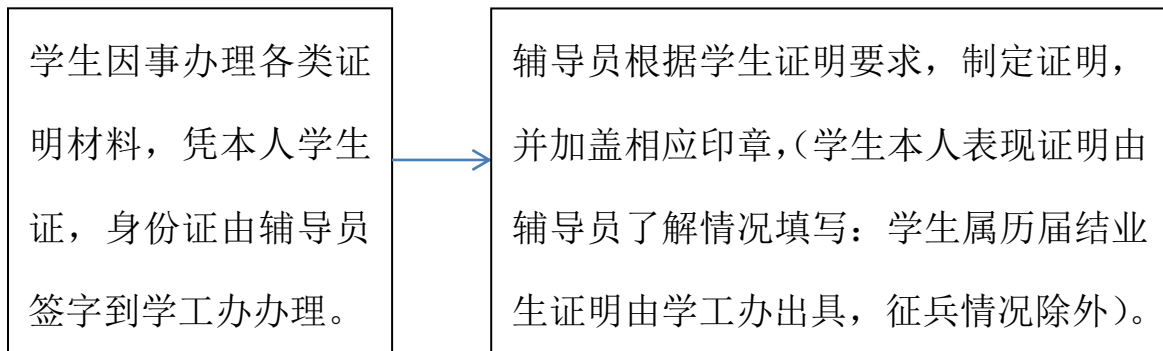 学生因事办理各类证
明材料，凭本人学生
证，身份证由辅导员
签字到学工办办理。
辅导员根据学生证明要求，制定证明，
并加盖相应印章，（学生本人表现证明由
辅导员了解情况填写：学生属历届结业
生证明由学工办出具，征兵情况除外）。